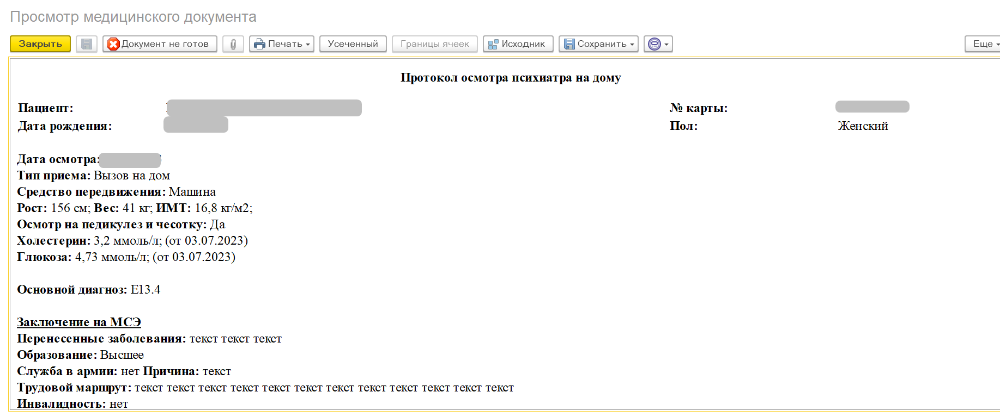 Просмотр медицинского документа
Закрыть Документ не готов Печать Усеченный Границы ячеек Исходник Сохранить Еще
Протокол осмотра психиатра на дому
Пациент: № карты:
Дата рождения: Пол: Женский
Дата осмотра:
Тип приема: Вызов на дом
Средство передвижения: Машина
Рост: 156 см; Вес: 41 кг; ИМТ: 16,8 кг/м2;
Осмотр на педикулез и чесотку: Да
Холестерин: 3,2 ммоль/л; (от 03.07.2023)
Глюкоза: 4,73 ммоль/л; (от 03.07.2023)
Основной диагноз: E13.4
Заключение на МСЭ
Перенесенные заболевания: текст текст текст
Образование: Высшее
Служба в армии: нет Причина: текст
Трудовой маршрут: текст текст текст текст текст текст текст текст текст текст текст текст
Инвалидность: нет